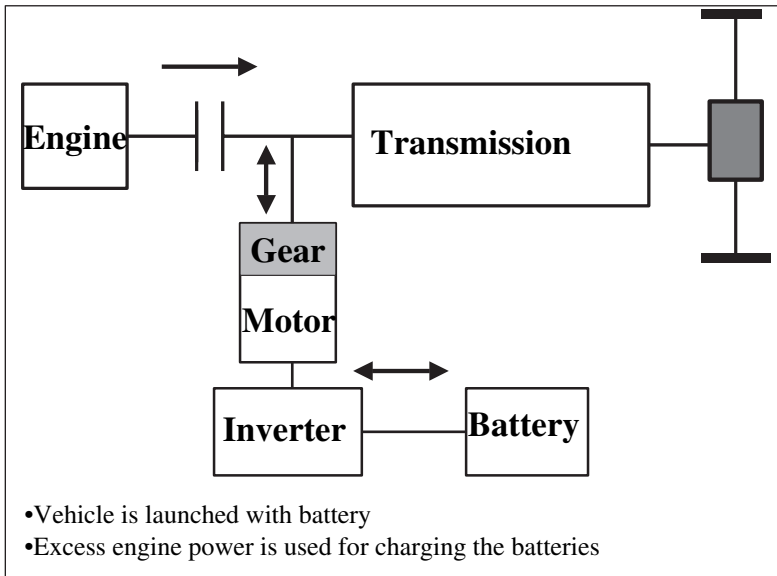 Engine
Transmission
Gear
Motor
Inverter
Battery
•Vehicle is launched with battery
•Excess engine power is used for charging the batteries